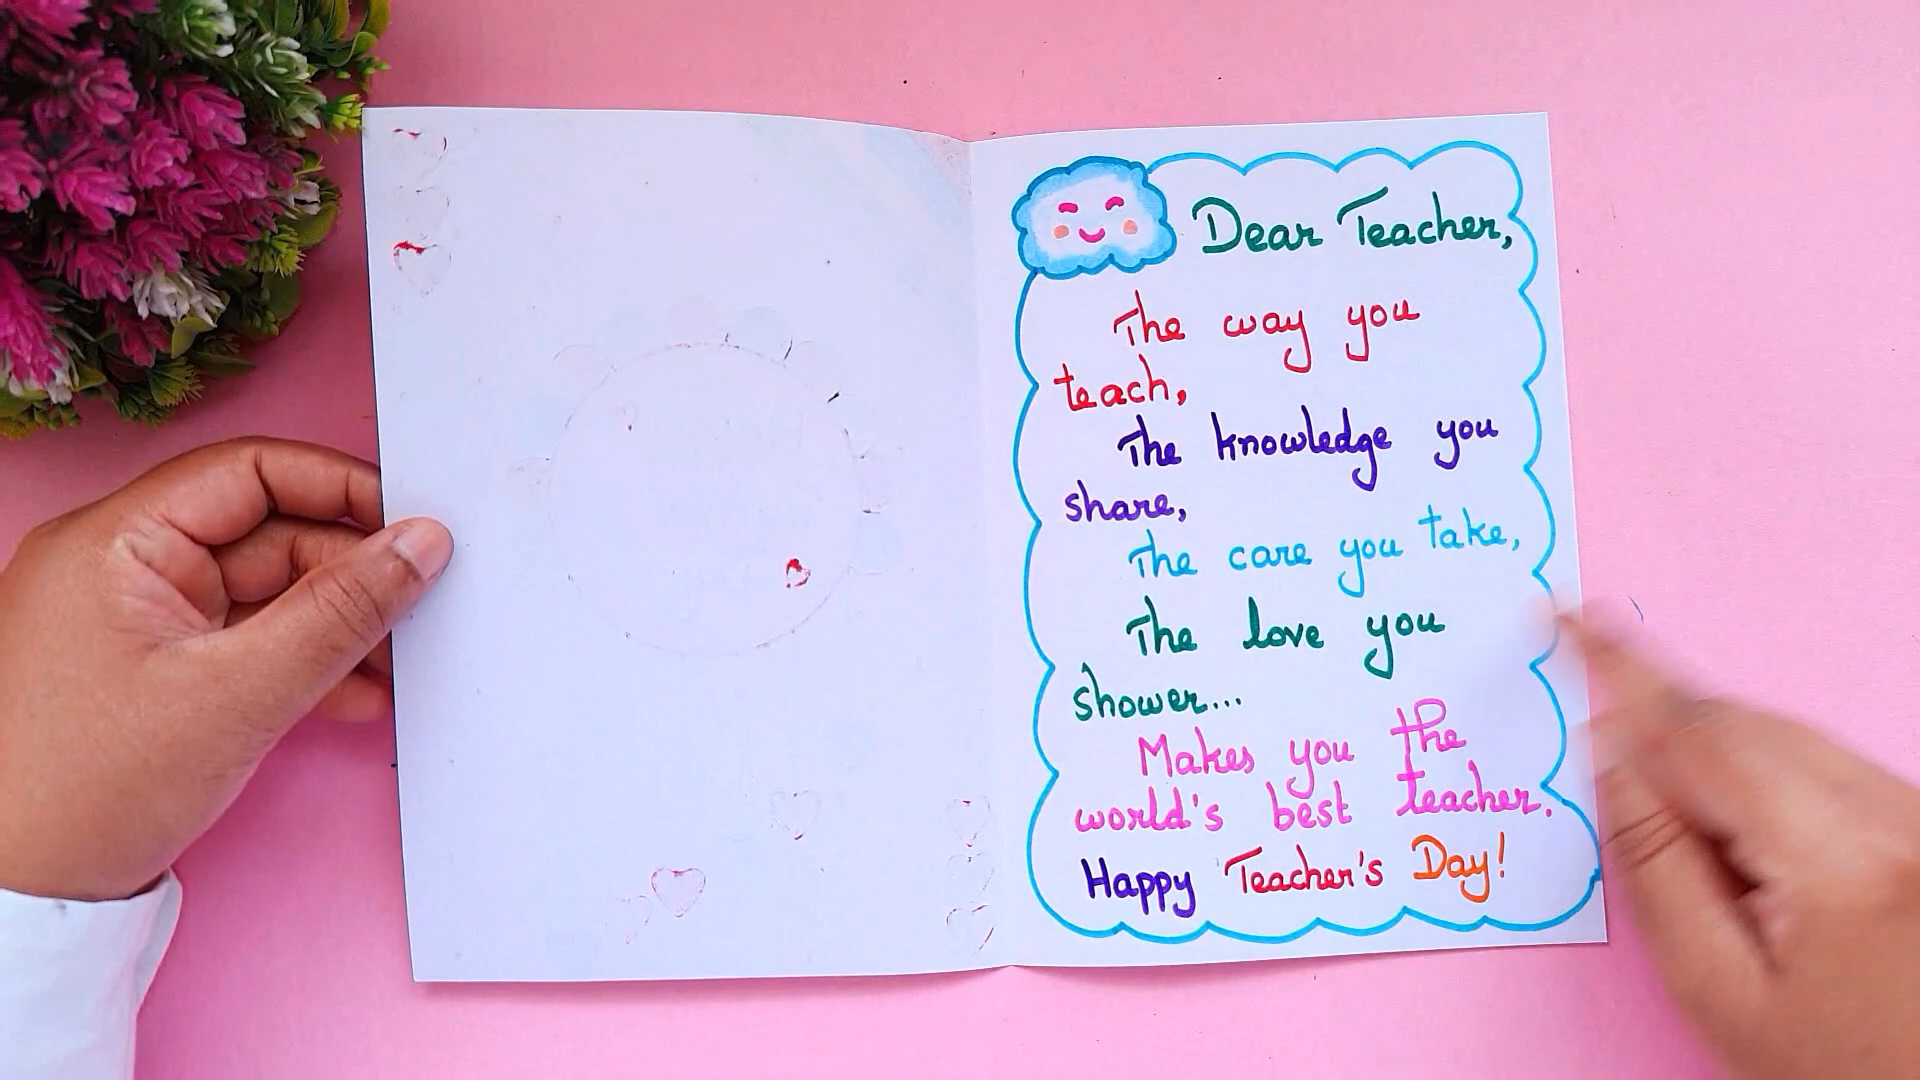 Dear Teacher,
The way you
teach,
The knowledge you
share,
The care you take,
The love you
shower...
Makes you the
world's best teacher.
Happy Teacher's Day!